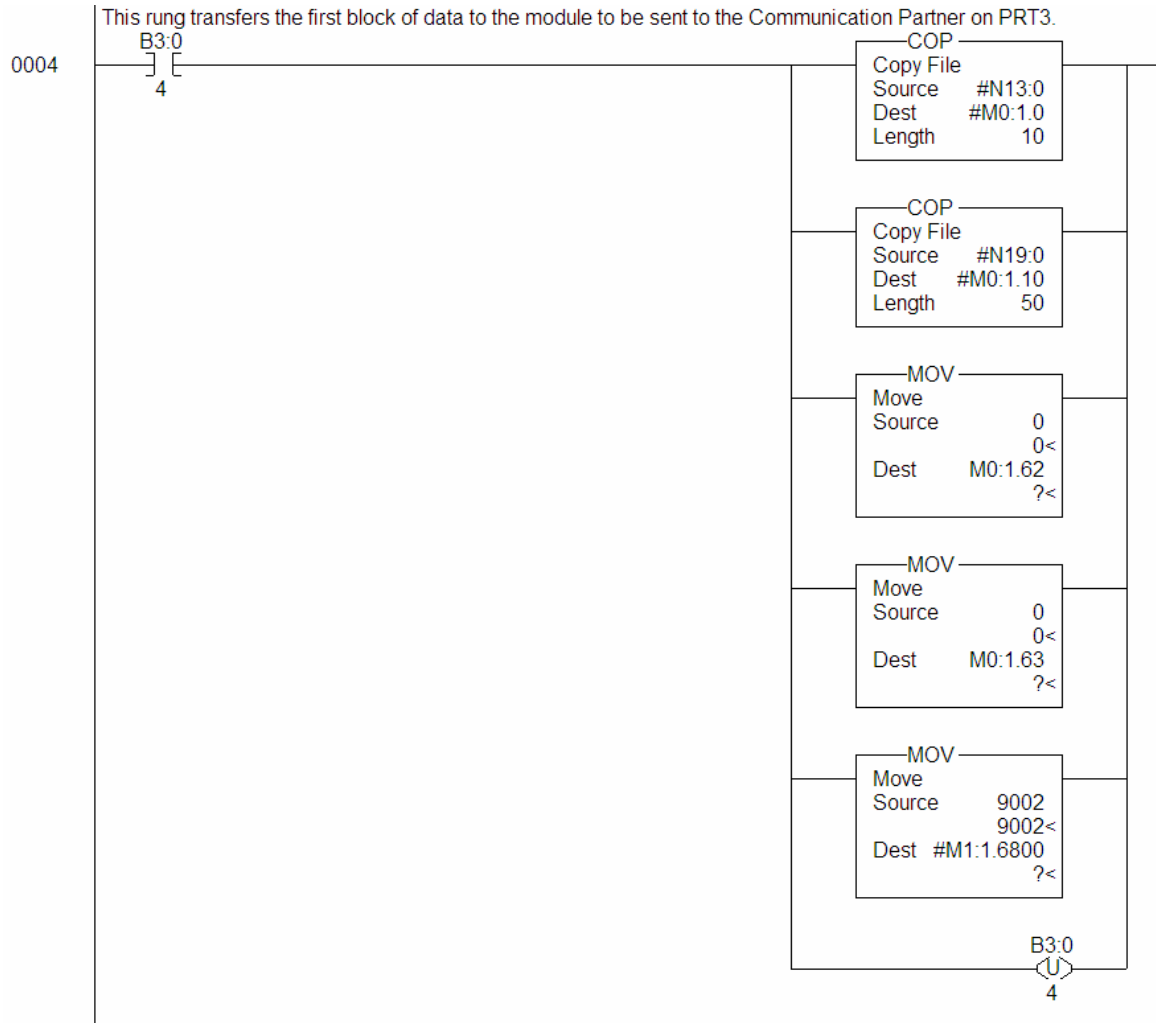 This rung transfers the first block of data to the module to be sent to the Communication Partner on PRT3.
B3:0
0004
4
COP
Copy File
Source #N13:0
Dest #M0:1.0
Length 10
COP
Copy File
Source #N19:0
Dest #M0:1.10
Length 50
MOV
Move
Source 0
0<
Dest M0:1.62
?<
MOV
Move
Source 0
0<
Dest M0:1.63
?<
MOV
Move
Source 9002
9002<
Dest #M1:1.6800
?<
B3:0
U
4